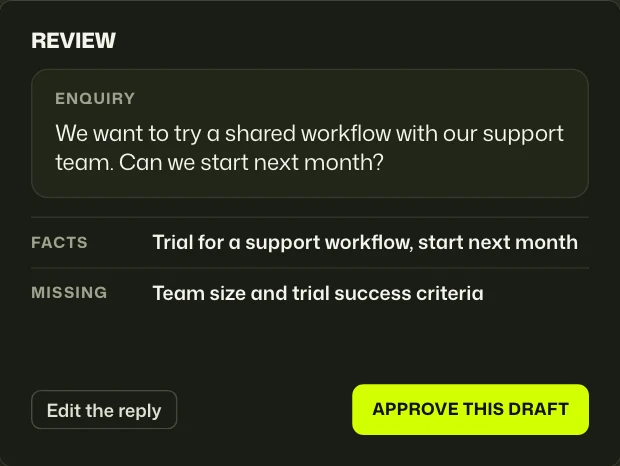 REVIEW
ENQUIRY
We want to try a shared workflow with our support
team. Can we start next month?
FACTS Trial for a support workflow, start next month
MISSING Team size and trial success criteria
Edit the reply APPROVE THIS DRAFT